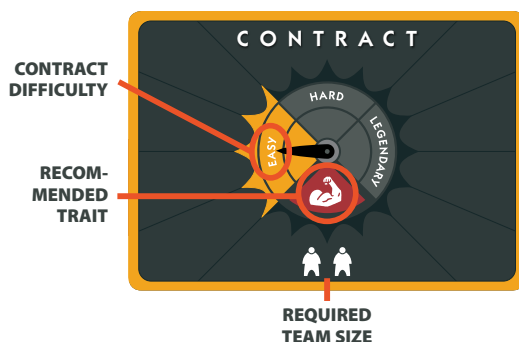 CONTRACT
CONTRACT
DIFFICULTY
HARD
EASY
LEGENDARY
RECOM-
MENDED
TRAIT
REQUIRED
TEAM SIZE